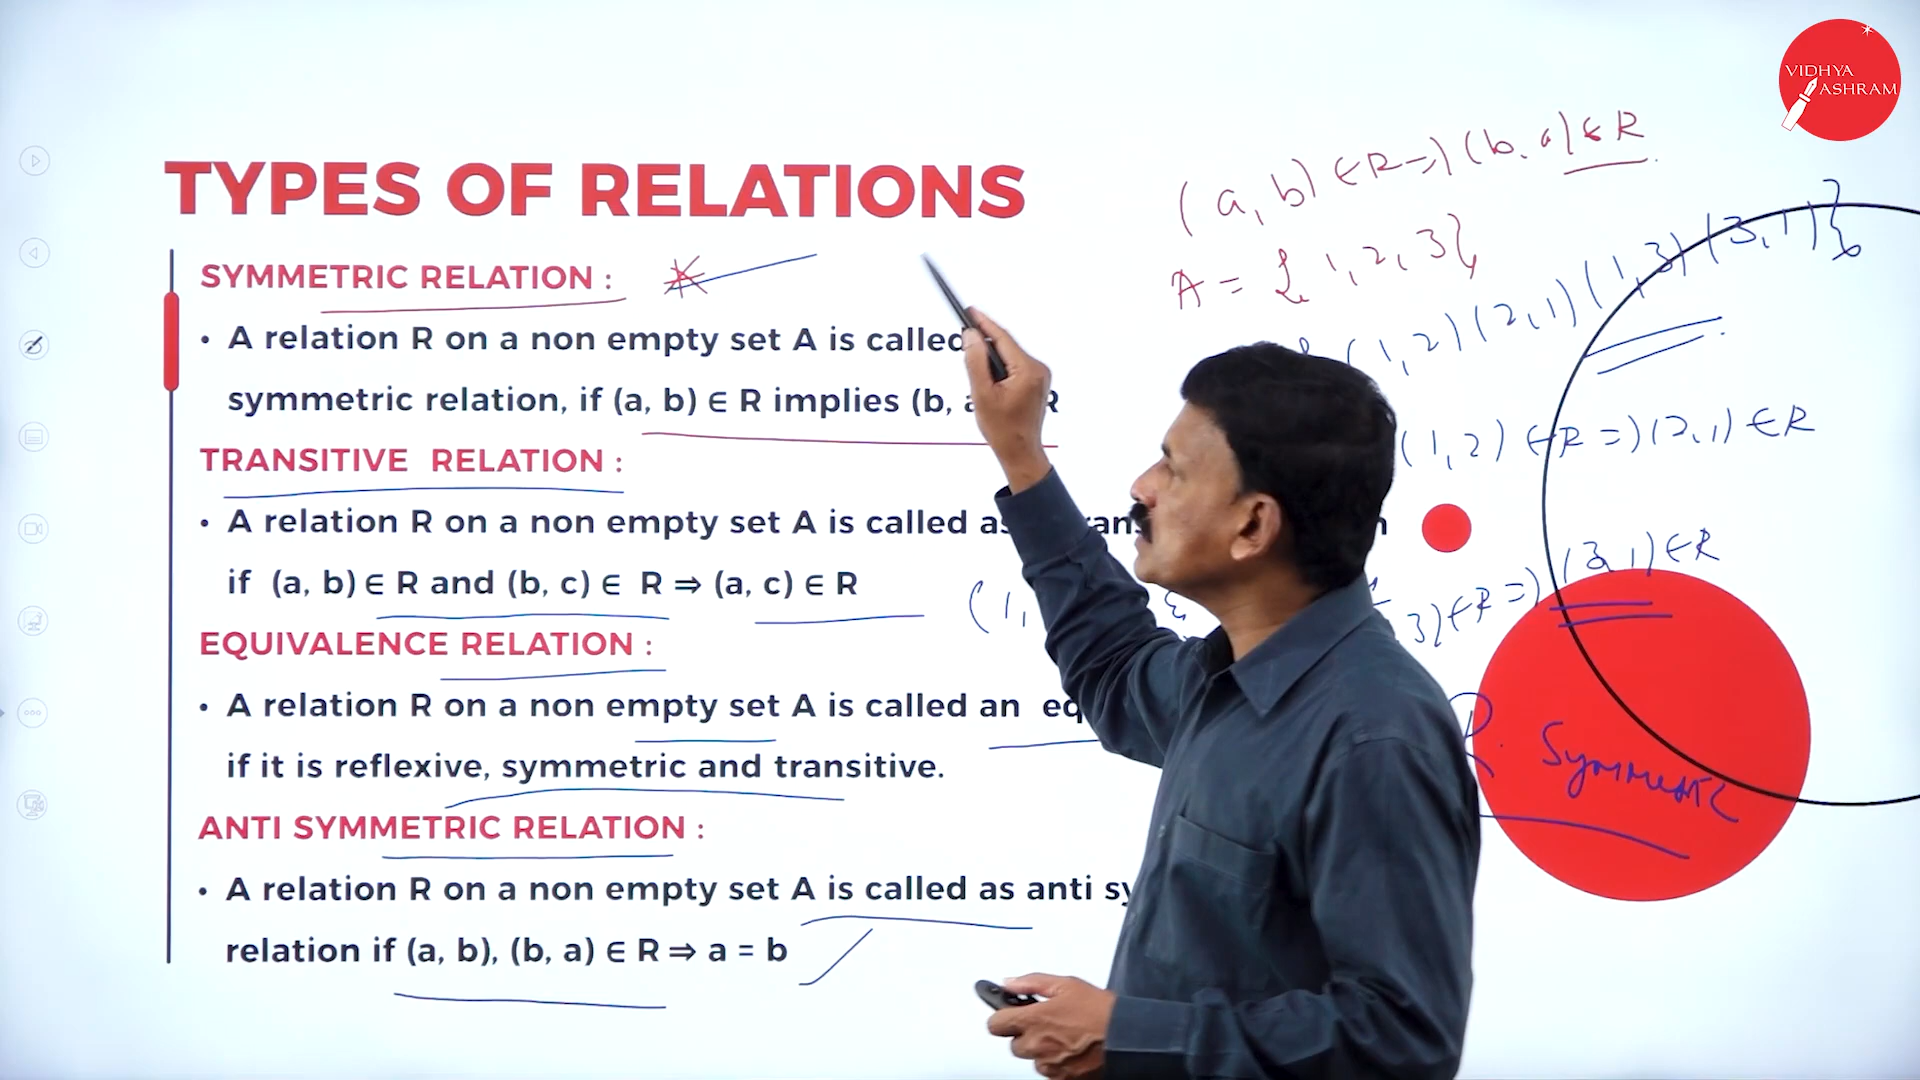 VIDHYA
ASHRAM
TYPES OF RELATIONS
SYMMETRIC RELATION :
• A relation R on a non empty set A is called
symmetric relation, if (a, b) ∈ R implies (b, a R
TRANSITIVE RELATION :
• A relation R on a non empty set A is called as
if (a, b) ∈ R and (b, c) ∈ R ⇒ (a, c) ∈ R
EQUIVALENCE RELATION :
• A relation R on a non empty set A is called an
if it is reflexive, symmetric and transitive.
ANTI SYMMETRIC RELATION :
• A relation R on a non empty set A is called as anti
relation if (a, b), (b, a) ∈ R ⇒ a = b
(a, b) ∈ R ⇒ (b, a) ∈ R
A = { 1, 2, 3 }
(1, 2) (2, 1) (1, 3) (3, 1) }
(1, 2) ∈ R ⇒ (2, 1) ∈ R
(1, 3) ∈ R ⇒ (3, 1) ∈ R
R: Symmetric